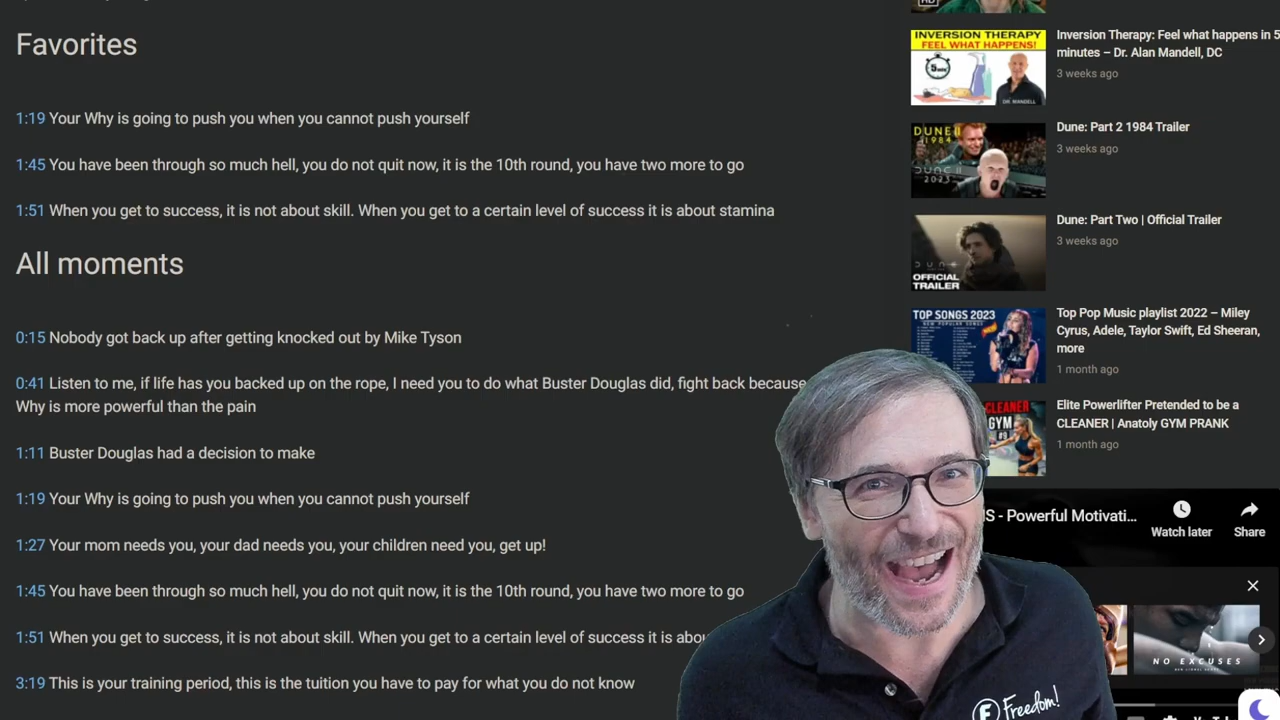 Favorites
1:19 Your Why is going to push you when you cannot push yourself
1:45 You have been through so much hell, you do not quit now, it is the 10th round, you have two more to go
1:51 When you get to success, it is not about skill. When you get to a certain level of success it is about stamina
All moments
0:15 Nobody got back up after getting knocked out by Mike Tyson
0:41 Listen to me, if life has you backed up on the rope, I need you to do what Buster Douglas did, fight back because
Why is more powerful than the pain
1:11 Buster Douglas had a decision to make
1:19 Your Why is going to push you when you cannot push yourself
1:27 Your mom needs you, your dad needs you, your children need you, get up!
1:45 You have been through so much hell, you do not quit now, it is the 10th round, you have two more to go
1:51 When you get to success, it is not about skill. When you get to a certain level of success it is
3:19 This is your training period, this is the tuition you have to pay for what you do not know
HD
INVERSION THERAPY
FEEL WHAT HAPPENS!
5 min
DR. MANDELL
Inversion Therapy: Feel what happens in 5
minutes – Dr. Alan Mandell, DC
3 weeks ago
DUNE II
1984
DUNE II
2023
Dune: Part 2 1984 Trailer
3 weeks ago
DUNE
OFFICIAL
TRAILER
Dune: Part Two | Official Trailer
3 weeks ago
TOP SONGS 2023
Top Pop Music playlist 2022 – Miley
Cyrus, Adele, Taylor Swift, Ed Sheeran,
more
1 month ago
CLEANER
GYM
#9
Elite Powerlifter Pretended to be a
CLEANER | Anatoly GYM PRANK
1 month ago
S - Powerful Motivati...
Watch later
Share
NO EXCUSES
F Freedom!